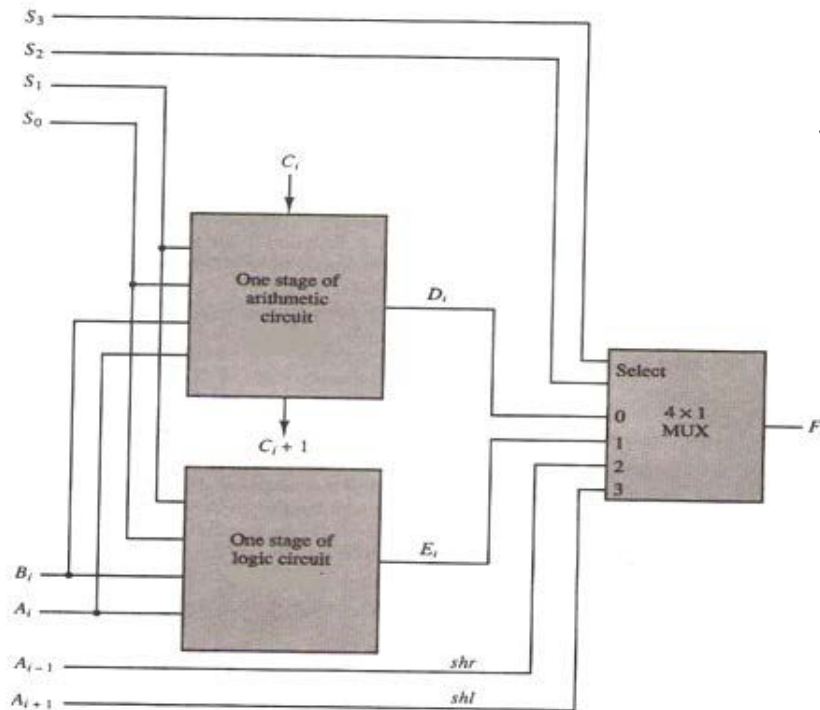 S₃
S₂
S₁
S₀
Cᵢ
One stage of
arithmetic
circuit
Dᵢ
Select
0
4 × 1
MUX
1
2
3
F
Cᵢ + 1
One stage of
logic circuit
Eᵢ
Bᵢ
Aᵢ
Aᵢ₋₁
shr
Aᵢ₊₁
shl